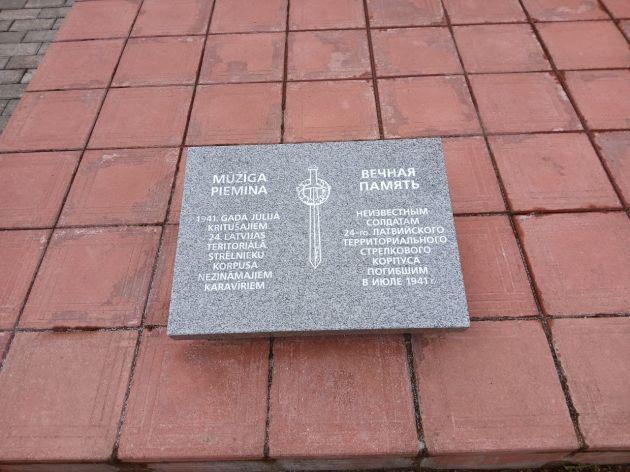 MŪŽĪGA
PIEMIŅA
1941. GADA JŪLIJĀ
KRITUŠAJIEM
24. LATVIJAS
TERITORIĀLĀ
STRĒLNIEKU
KORPUSA
NEZINĀMAJIEM
KARAVĪRIEM
ВЕЧНАЯ
ПАМЯТЬ
НЕИЗВЕСТНЫМ
СОЛДАТАМ
24-го ЛАТВИЙСКОГО
ТЕРРИТОРИАЛЬНОГО
СТРЕЛКОВОГО
КОРПУСА
ПОГИБШИМ
В ИЮЛЕ 1941 г.